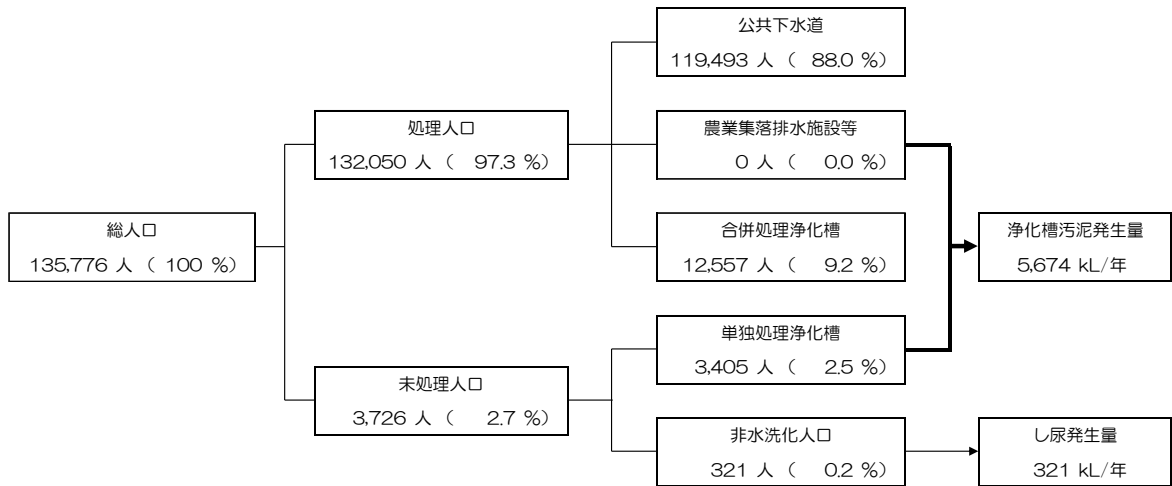 総人口
135,776 人 ( 100 %)
処理人口
132,050 人 ( 97.3 %)
未処理人口
3,726 人 ( 2.7 %)
公共下水道
119,493 人 ( 88.0 %)
農業集落排水施設等
0 人 ( 0.0 %)
合併処理浄化槽
12,557 人 ( 9.2 %)
単独処理浄化槽
3,405 人 ( 2.5 %)
非水洗化人口
321 人 ( 0.2 %)
浄化槽汚泥発生量
5,674 kL/年
し尿発生量
321 kL/年